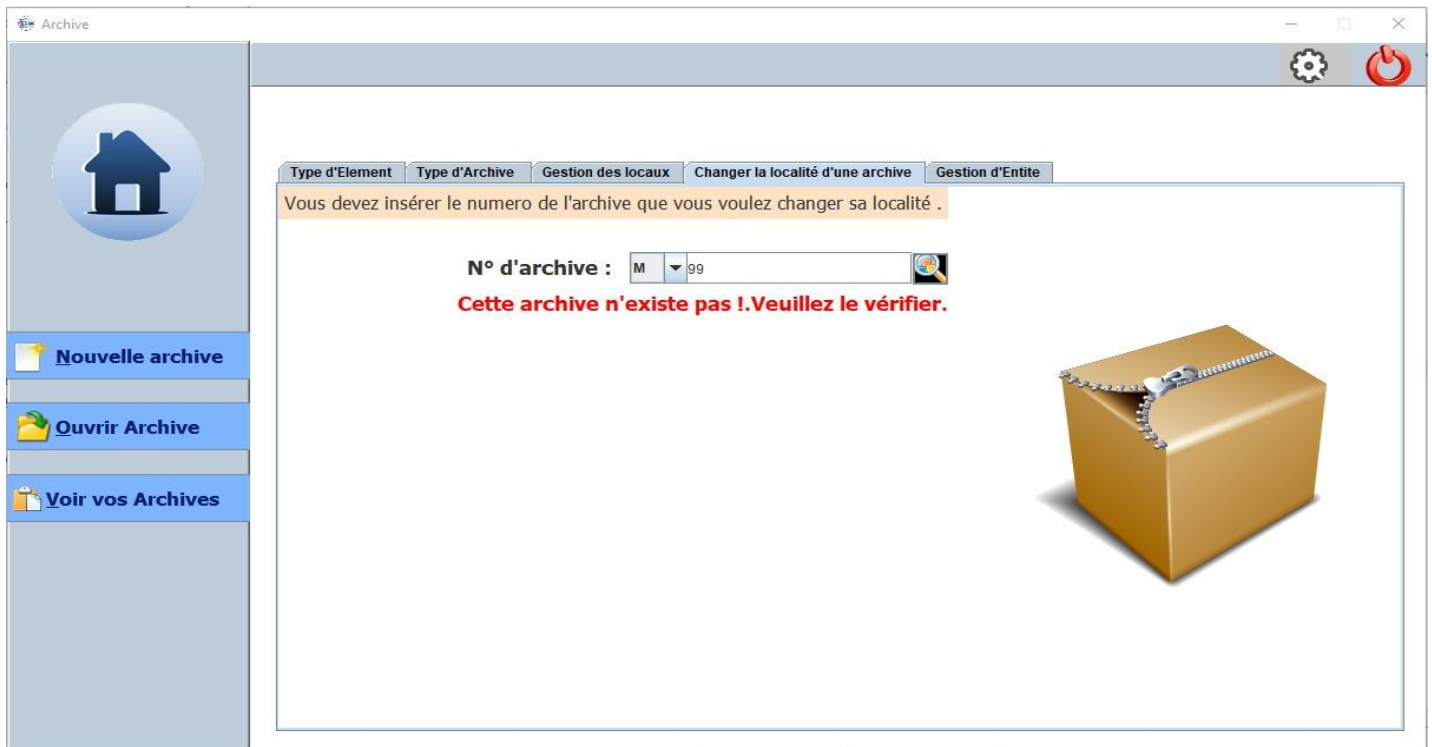 Archive
Type d'Element Type d'Archive Gestion des locaux Changer la localité d'une archive Gestion d'Entite
Vous devez insérer le numero de l'archive que vous voulez changer sa localité .
N° d'archive : M 99
Cette archive n'existe pas !.Veuillez le vérifier.
Nouvelle archive
Ouvrir Archive
Voir vos Archives